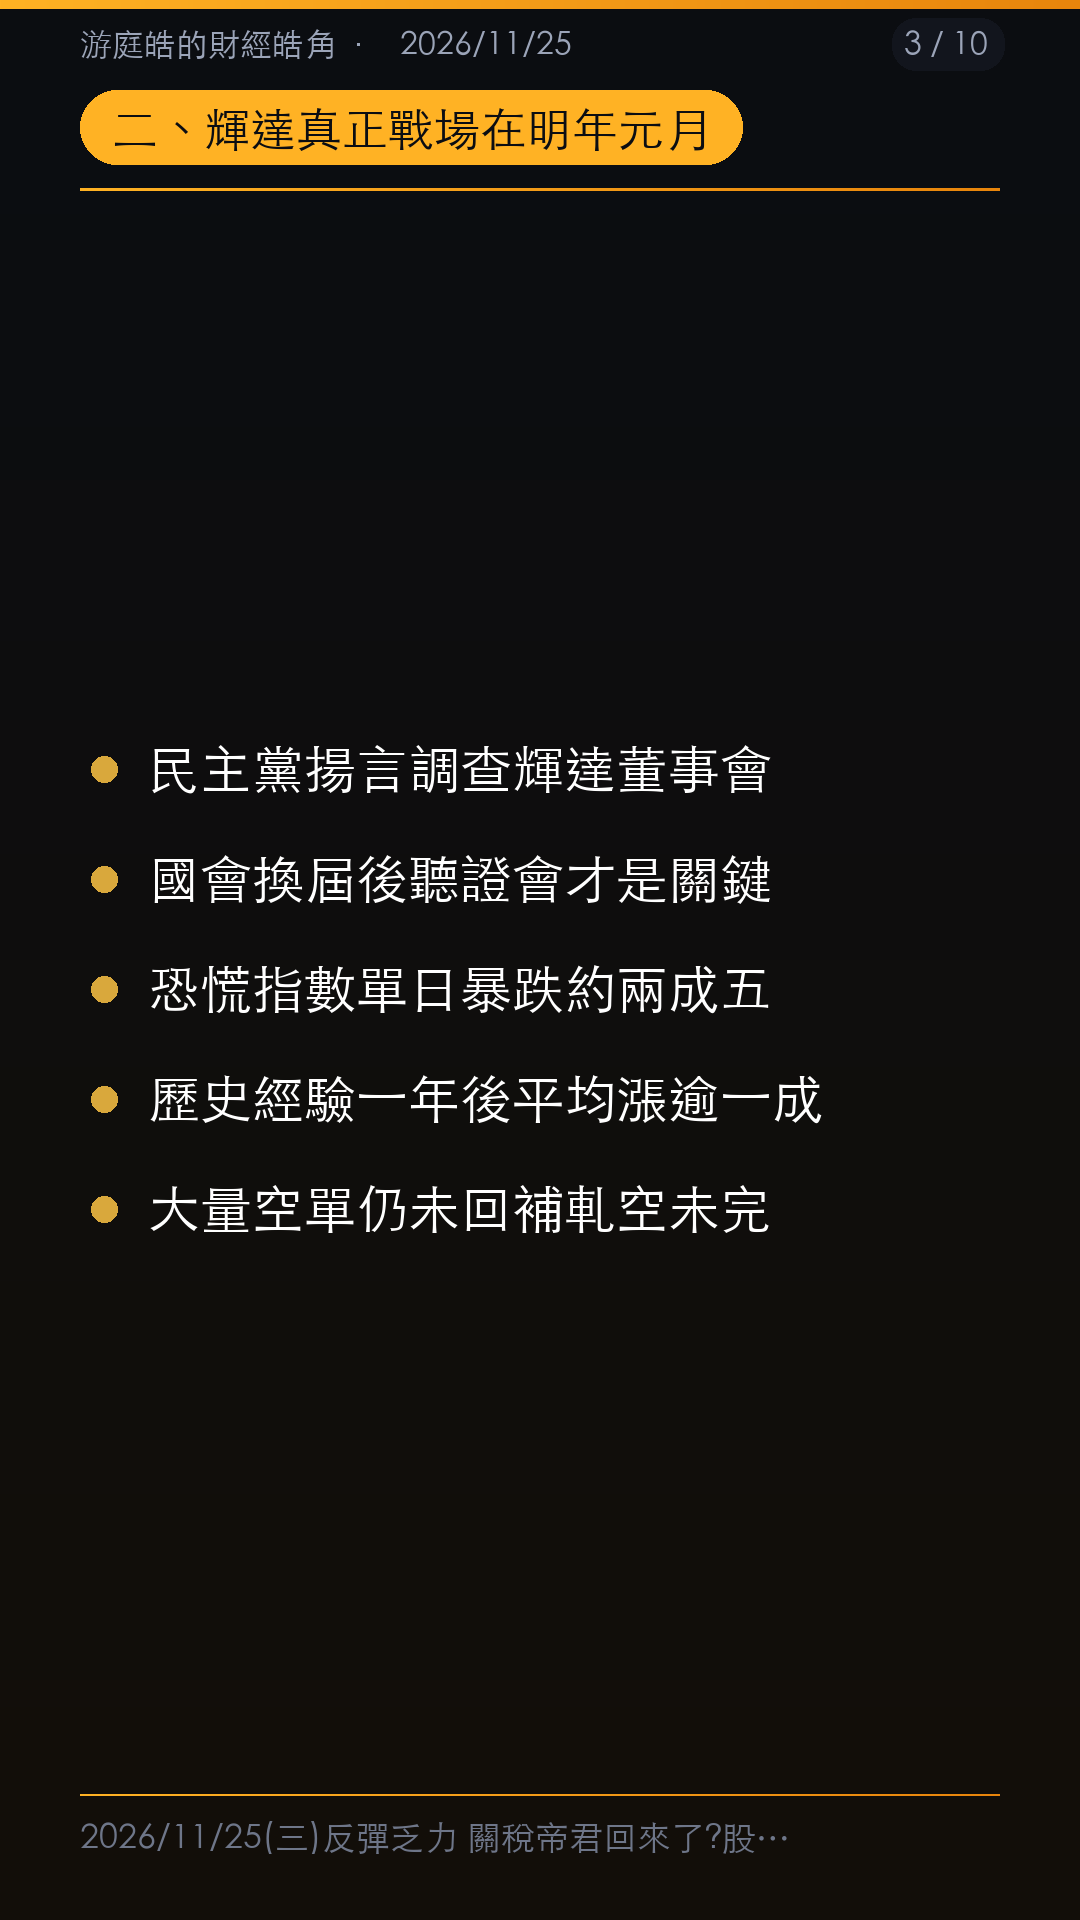 游庭皓的財經皓角 · 2026/11/25
3 / 10
二、輝達真正戰場在明年元月
民主黨揚言調查輝達董事會
國會換屆後聽證會才是關鍵
恐慌指數單日暴跌約兩成五
歷史經驗一年後平均漲逾一成
大量空單仍未回補軋空未完
2026/11/25(三)反彈乏力 關稅帝君回來了?股⋯